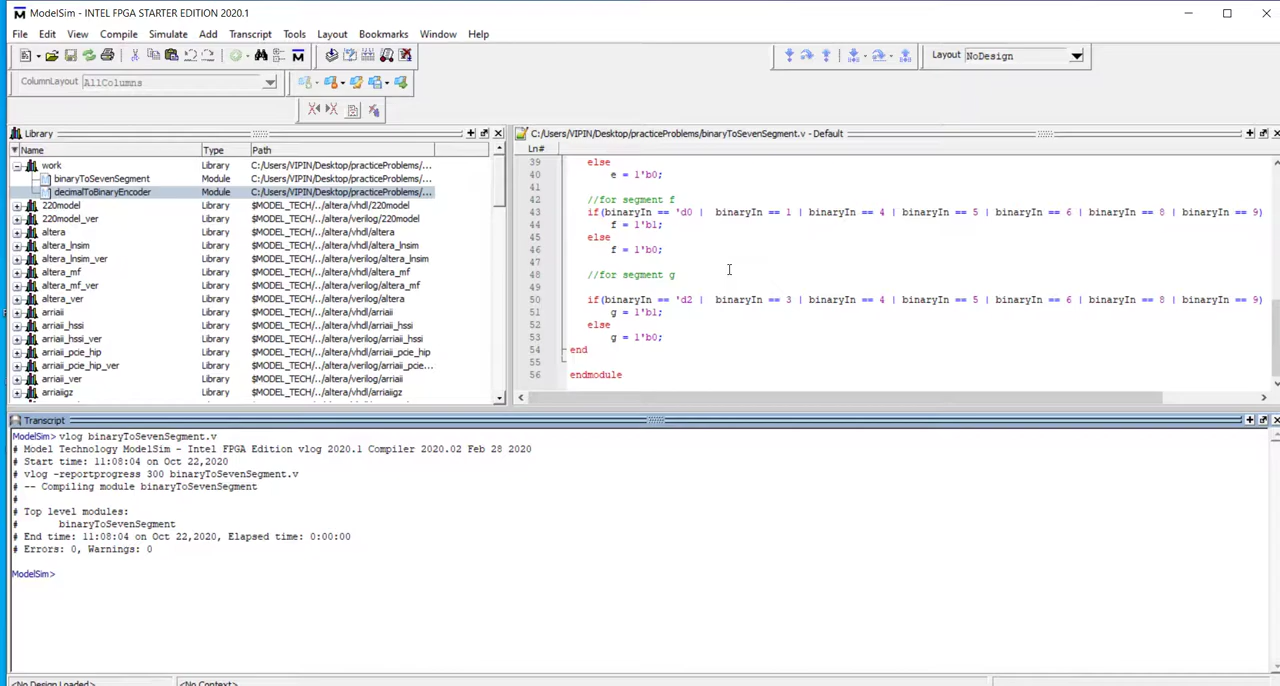 ModelSim - INTEL FPGA STARTER EDITION 2020.1
File Edit View Compile Simulate Add Transcript Tools Layout Bookmarks Window Help
Layout NoDesign
ColumnLayout AllColumns
Library
Name Type Path
work Library C:/Users/VIPIN/Desktop/practiceProblems/...
binaryToSevenSegment Module C:/Users/VIPIN/Desktop/practiceProblems/...
decimalToBinaryEncoder Module C:/Users/VIPIN/Desktop/practiceProblems/...
220model Library $MODEL_TECH/../altera/vhdl/220model
220model_ver Library $MODEL_TECH/../altera/verilog/220model
altera Library $MODEL_TECH/../altera/vhdl/altera
altera_lnsim Library $MODEL_TECH/../altera/vhdl/altera_lnsim
altera_lnsim_ver Library $MODEL_TECH/../altera/verilog/altera_lnsim
altera_mf Library $MODEL_TECH/../altera/vhdl/altera_mf
altera_mf_ver Library $MODEL_TECH/../altera/verilog/altera_mf
altera_ver Library $MODEL_TECH/../altera/verilog/altera
arriaii Library $MODEL_TECH/../altera/vhdl/arriaii
arriaii_hssi Library $MODEL_TECH/../altera/vhdl/arriaii_hssi
arriaii_hssi_ver Library $MODEL_TECH/../altera/verilog/arriaii_hssi
arriaii_pcie_hip Library $MODEL_TECH/../altera/vhdl/arriaii_pcie_hip
arriaii_pcie_hip_ver Library $MODEL_TECH/../altera/verilog/arriaii_pcie...
arriaii_ver Library $MODEL_TECH/../altera/verilog/arriaii
arriaiigz Library $MODEL_TECH/../altera/vhdl/arriaiigz
C:/Users/VIPIN/Desktop/practiceProblems/binaryToSevenSegment.v - Default
Ln#
39 else
40 e = 1'b0;
41
42 //for segment f
43 if(binaryIn == 'd0 | binaryIn == 1 | binaryIn == 4 | binaryIn == 5 | binaryIn == 6 | binaryIn == 8 | binaryIn == 9)
44 f = 1'b1;
45 else
46 f = 1'b0;
47
48 //for segment g
49
50 if(binaryIn == 'd2 | binaryIn == 3 | binaryIn == 4 | binaryIn == 5 | binaryIn == 6 | binaryIn == 8 | binaryIn == 9)
51 g = 1'b1;
52 else
53 g = 1'b0;
54 end
55
56 endmodule
Transcript
ModelSim> vlog binaryToSevenSegment.v
# Model Technology ModelSim - Intel FPGA Edition vlog 2020.1 Compiler 2020.02 Feb 28 2020
# Start time: 11:08:04 on Oct 22,2020
# vlog -reportprogress 300 binaryToSevenSegment.v
# -- Compiling module binaryToSevenSegment
#
# Top level modules:
# binaryToSevenSegment
# End time: 11:08:04 on Oct 22,2020, Elapsed time: 0:00:00
# Errors: 0, Warnings: 0
ModelSim>
<No Design Loaded> <No Context>